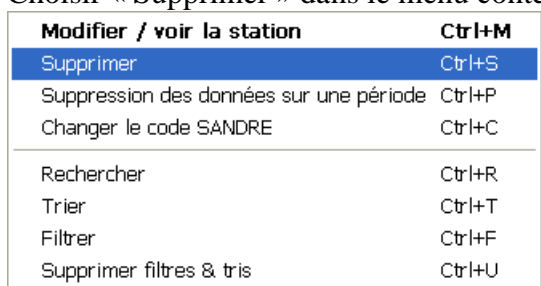 Choisir « Supprimer » dans le menu conte
Modifier / voir la station Ctrl+M
Supprimer Ctrl+S
Suppression des données sur une période Ctrl+P
Changer le code SANDRE Ctrl+C
Rechercher Ctrl+R
Trier Ctrl+T
Filtrer Ctrl+F
Supprimer filtres & tris Ctrl+U